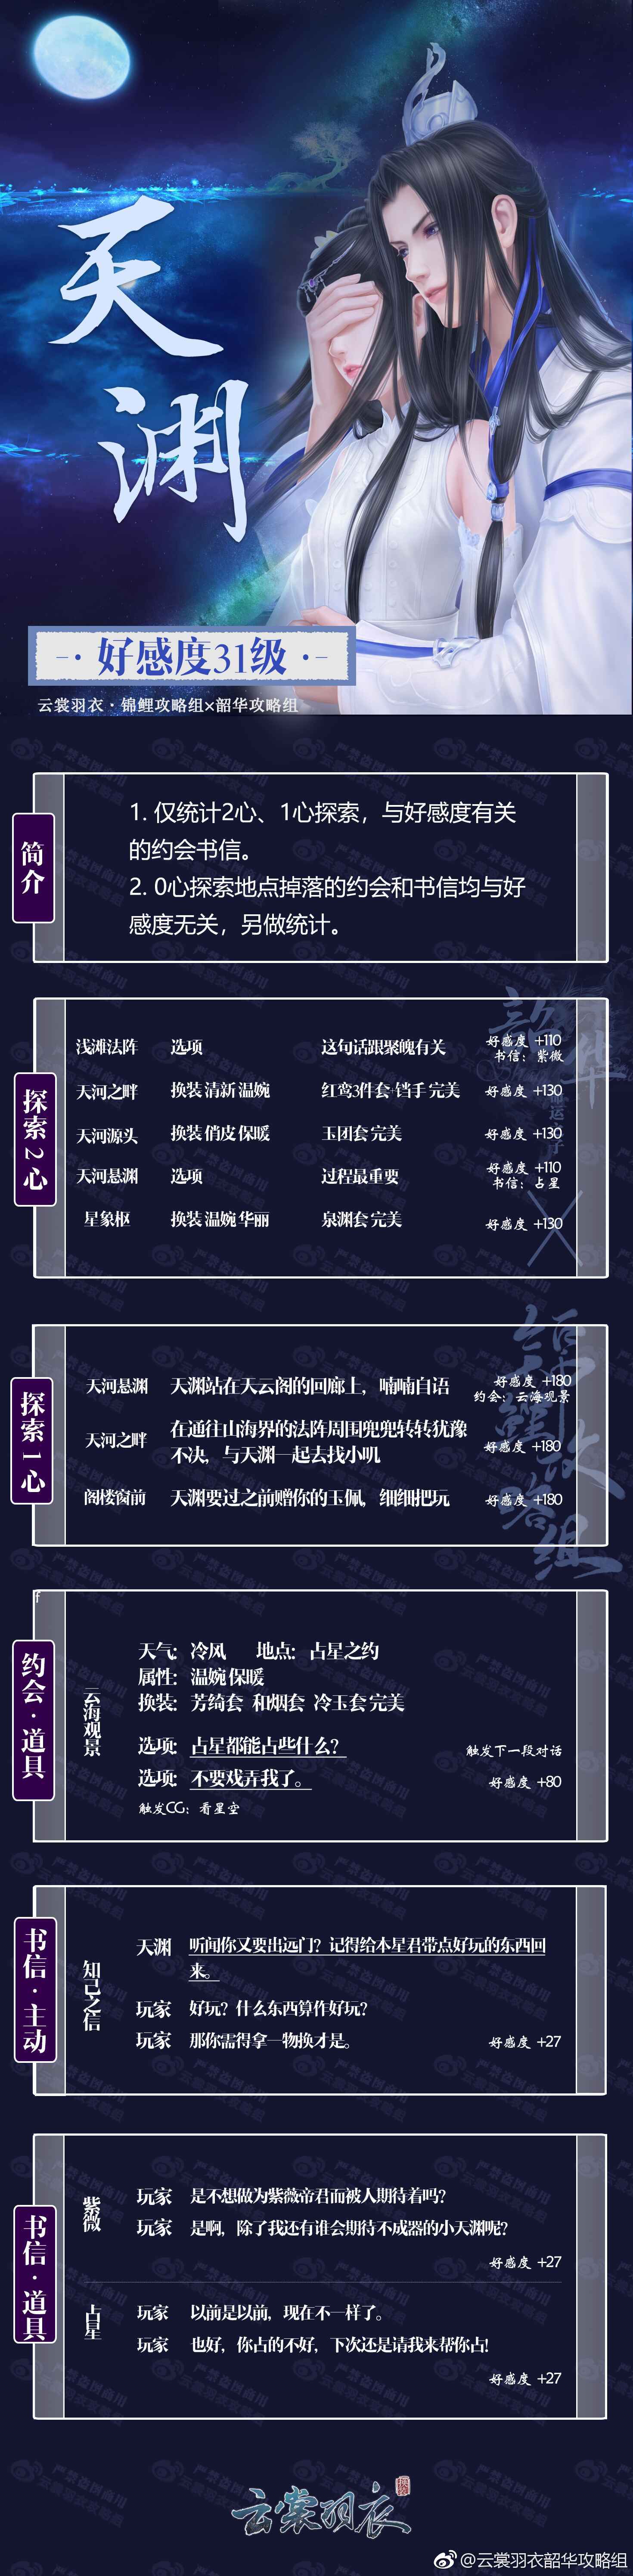 天
渊
好感度31级
云裳羽衣·锦鲤攻略组×韶华攻略组
简介
1. 仅统计2心、1心探索，与好感度有关
的约会书信。
2. 0心探索地点掉落的约会和书信均与好
感度无关，另做统计。
探索2心
浅滩法阵 选项 这句话跟聚魄有关 好感度 +110
书信：紫微
天河之畔 换装 清新 温婉 红鸾3件套+铛手 完美 好感度 +130
天河源头 换装 俏皮 保暖 玉团套 完美 好感度 +130
天河悬渊 选项 过程最重要 好感度 +110
书信：占星
星象枢 换装 温婉 华丽 泉渊套 完美 好感度 +130
探索1心
天河悬渊 天渊站在天云阁的回廊上，喃喃自语 好感度 +180
约会：云海观景
天河之畔 在通往山海界的法阵周围兜兜转转犹豫
不决，与天渊一起去找小叽 好感度 +180
阁楼窗前 天渊要过之前赠你的玉佩，细细把玩 好感度 +180
f
约会·道具
云海观景
天气：冷风 地点：占星之约
属性：温婉 保暖
换装：芳绮套 和烟套 冷玉套 完美
选项：占星都能占些什么？ 触发下一段对话
选项：不要戏弄我了。 好感度 +80
触发CG：看星空
书信·主动
知己之信
天渊 听闻你又要出远门？记得给本星君带点好玩的东西回
来。
玩家 好玩？什么东西算作好玩？
玩家 那你需得拿一物换才是。 好感度 +27
书信·道具
紫薇
玩家 是不想做为紫薇帝君而被人期待着吗？
玩家 是啊，除了我还有谁会期待不成器的小天渊呢？
好感度 +27
占星
玩家 以前是以前，现在不一样了。
玩家 也好，你占的不好，下次还是请我来帮你占！
好感度 +27
云裳羽衣
@云裳羽衣韶华攻略组